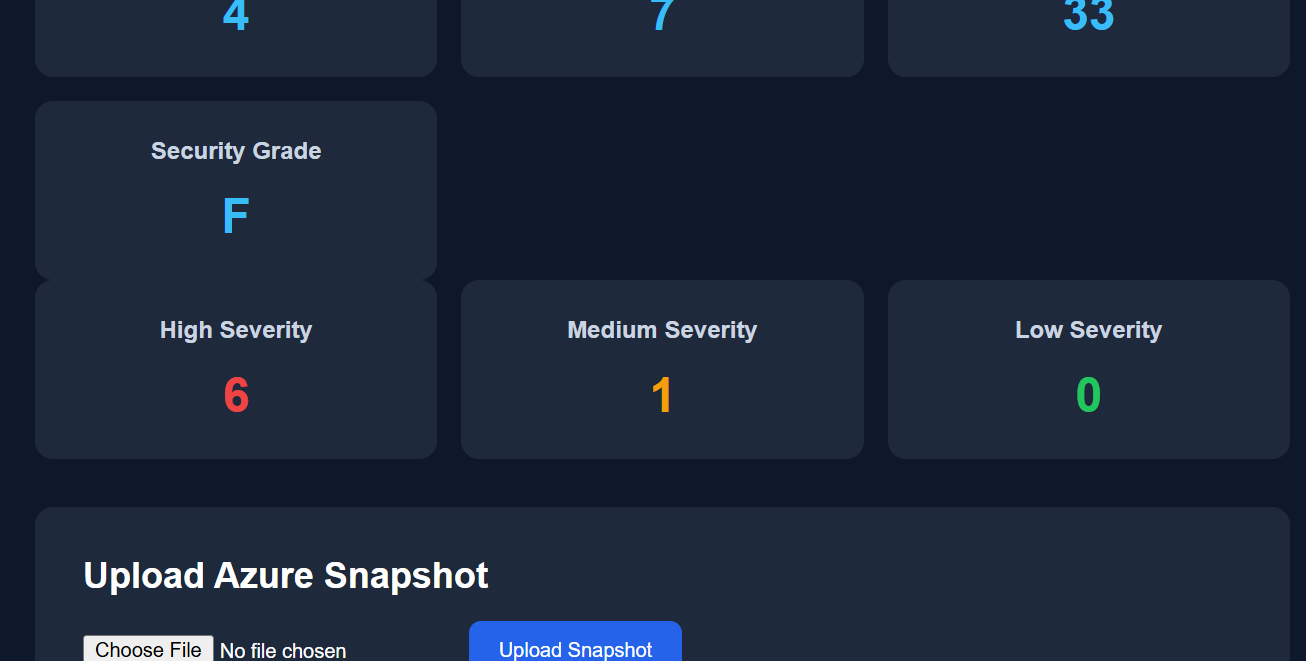 4
7
33
Security Grade
F
High Severity
Medium Severity
Low Severity
6
1
0
Upload Azure Snapshot
Choose File No file chosen
Upload Snapshot